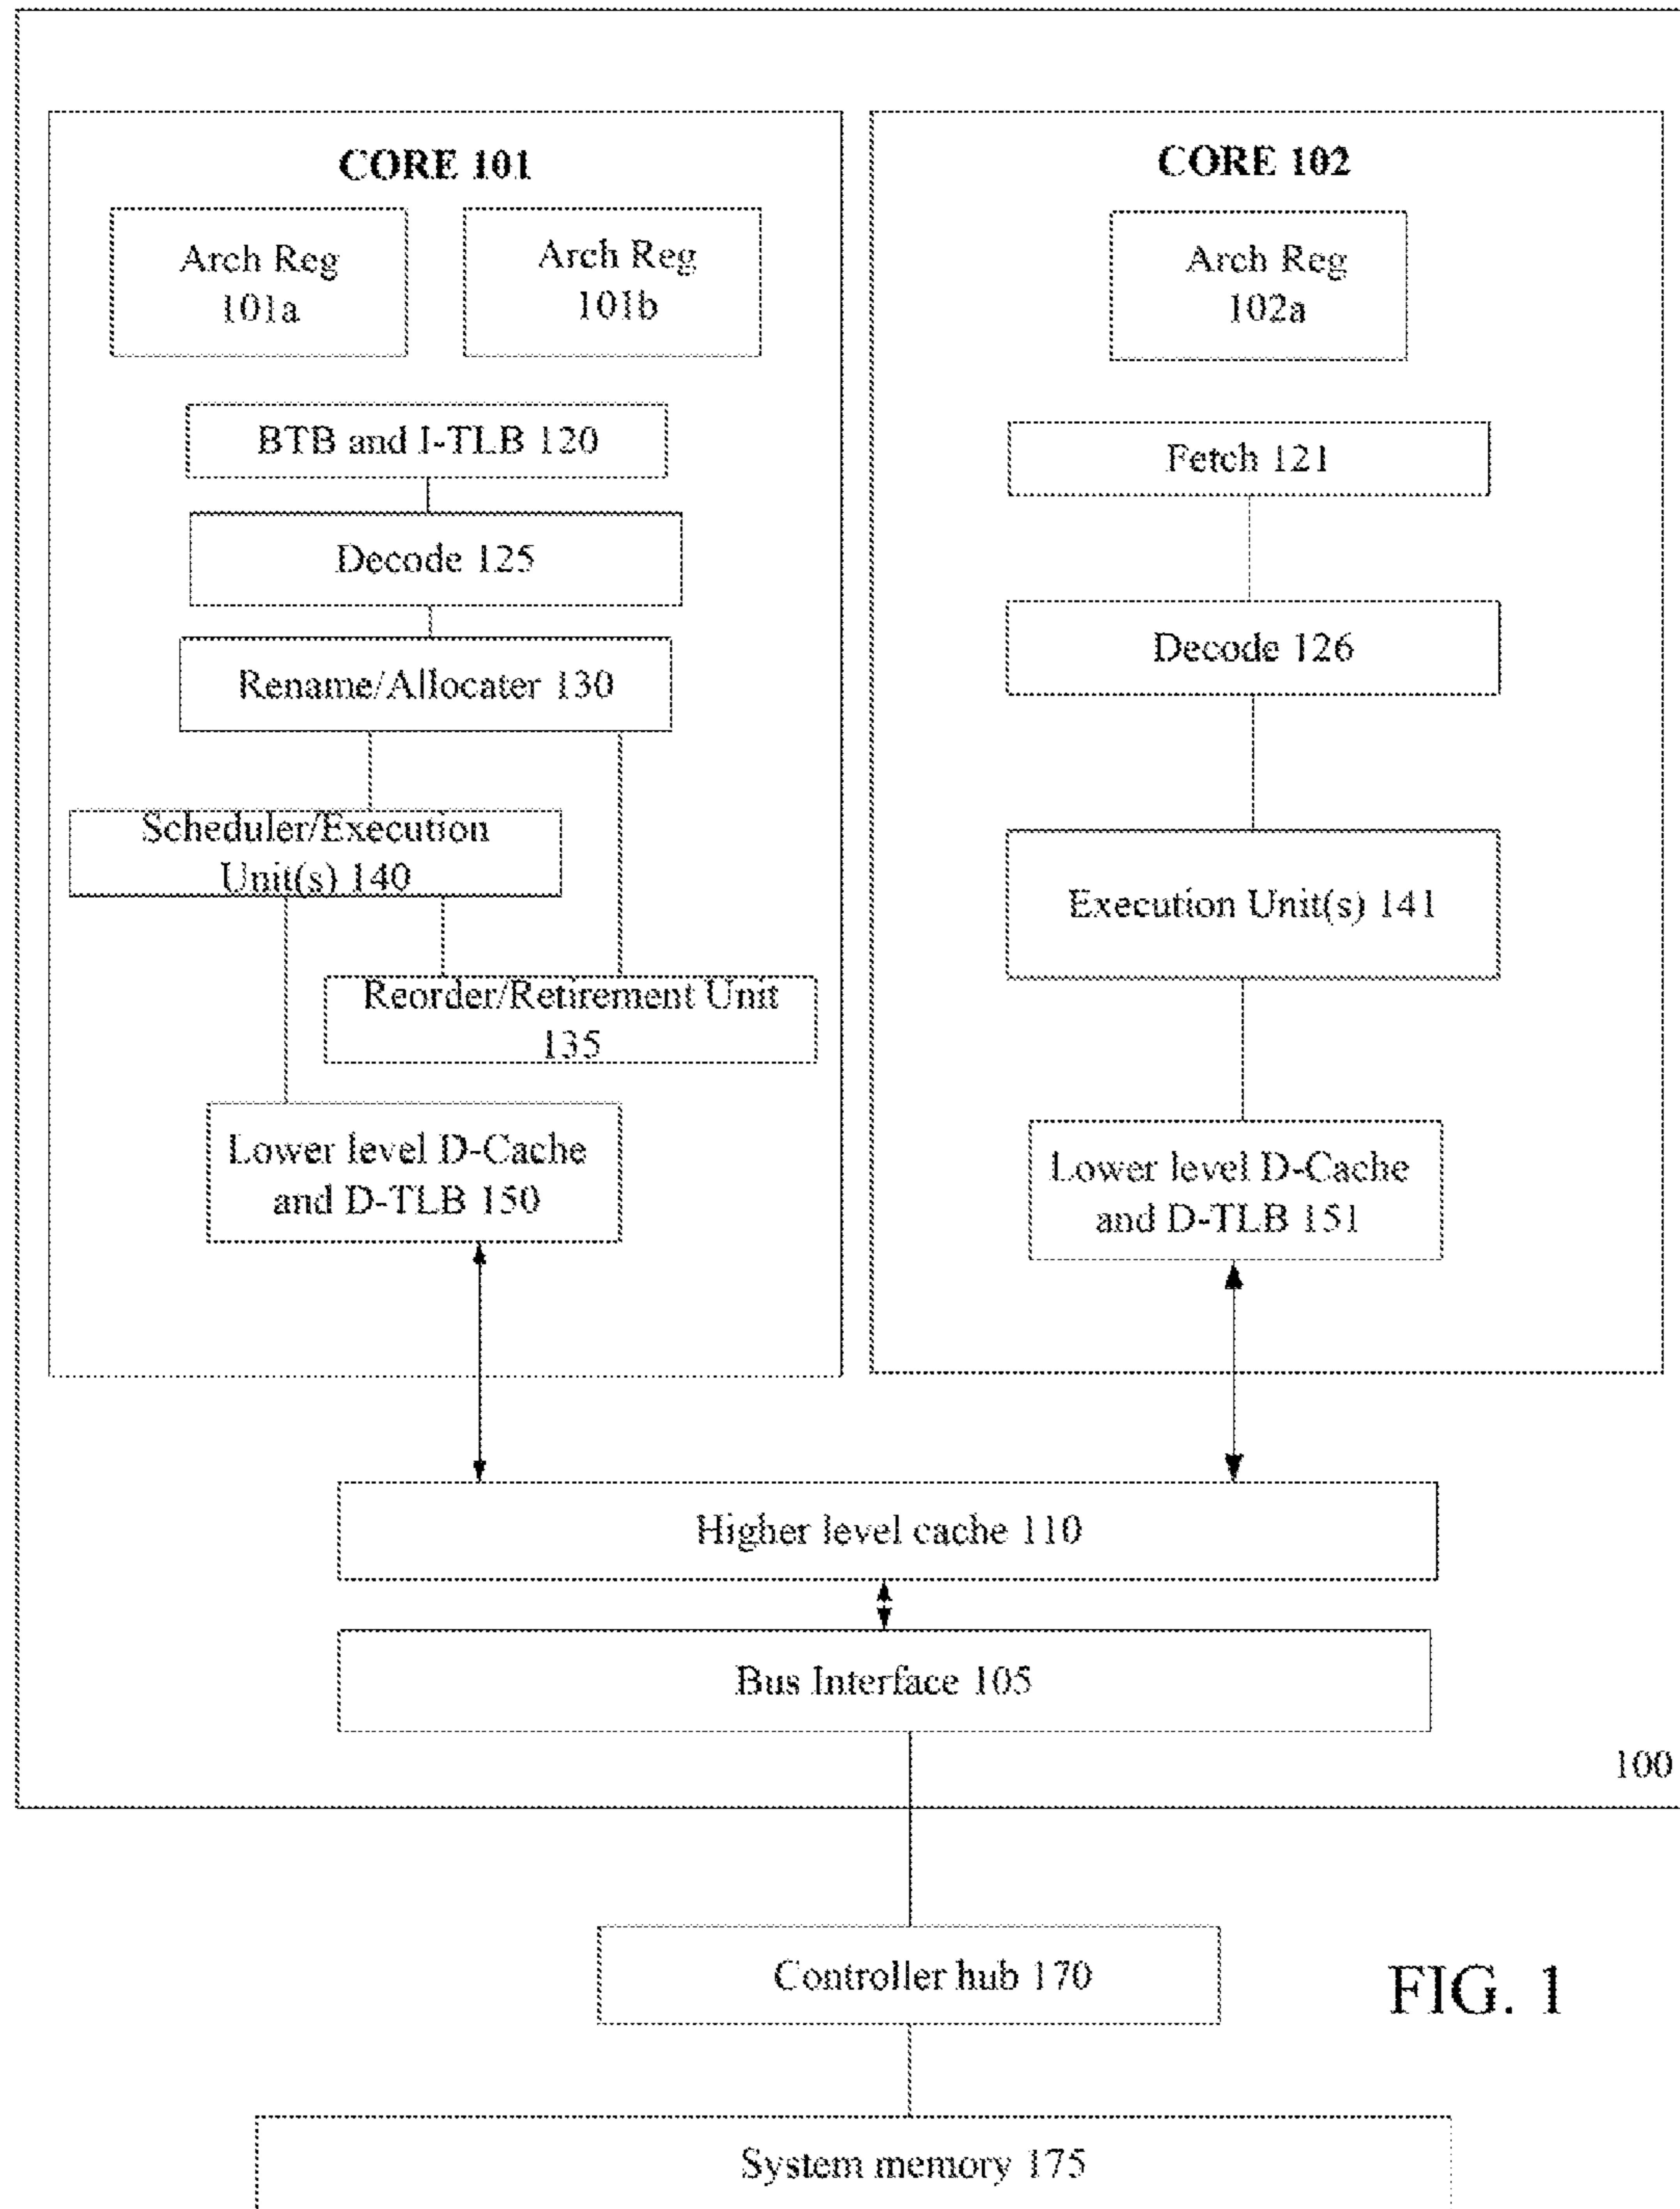 CORE 101
Arch Reg
101a
Arch Reg
101b
BTB and I-TLB 120
Decode 125
Rename/Allocater 130
Scheduler/Execution
Unit(s) 140
Reorder/Retirement Unit
135
Lower level D-Cache
and D-TLB 150
CORE 102
Arch Reg
102a
Fetch 121
Decode 126
Execution Unit(s) 141
Lower level D-Cache
and D-TLB 151
Higher level cache 110
Bus Interface 105
100
Controller hub 170
FIG. 1
System memory 175